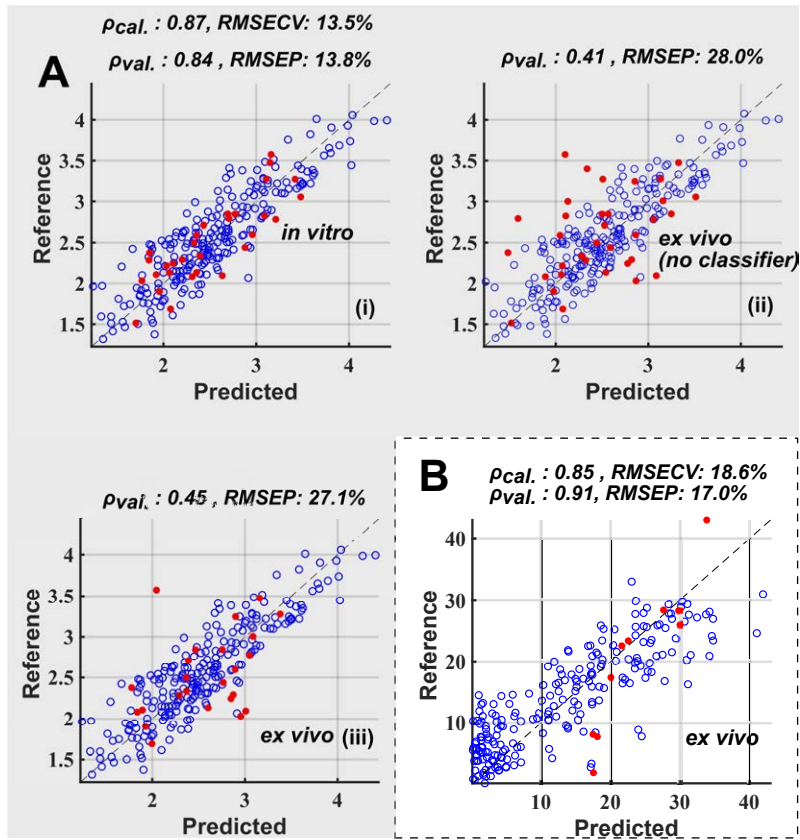 ρcal. : 0.87, RMSECV: 13.5%
ρval. : 0.84 , RMSEP: 13.8%
A
4
3.5
3
2.5
2
1.5
Reference
in vitro
(i)
2 3 4
Predicted
ρval. : 0.41 , RMSEP: 28.0%
4
3.5
3
2.5
2
1.5
Reference
ex vivo
(no classifier)
(ii)
2 3 4
Predicted
ρval. : 0.45 , RMSEP: 27.1%
4
3.5
3
2.5
2
1.5
Reference
ex vivo (iii)
2 3 4
B
ρcal. : 0.85 , RMSECV: 18.6%
ρval. : 0.91, RMSEP: 17.0%
40
30
20
10
Reference
ex vivo
10 20 30 40
Predicted